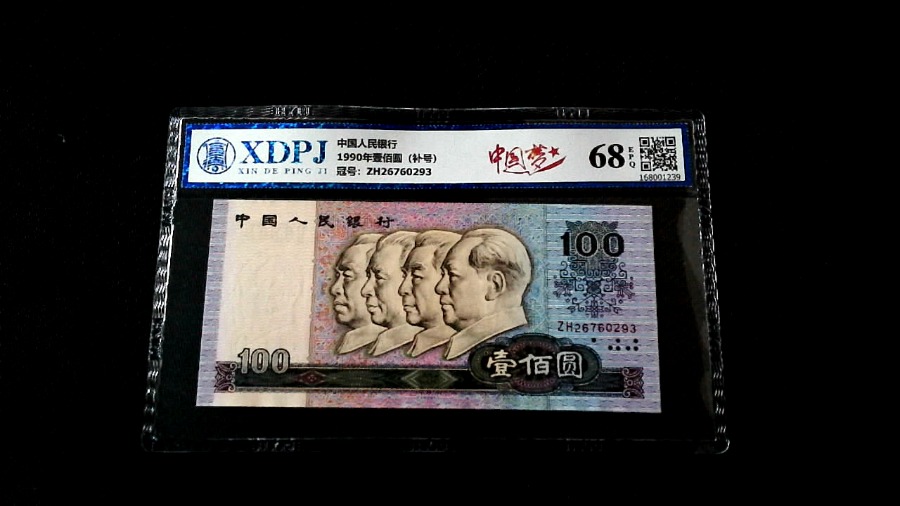 XDPJ
XIN DE PING JI
中国人民银行
1990年壹佰圆（补号）
冠号：ZH26760293
中国梦
68
EPQ
168001239
中国人民银行
100
ZH26760293
100
壹佰圆